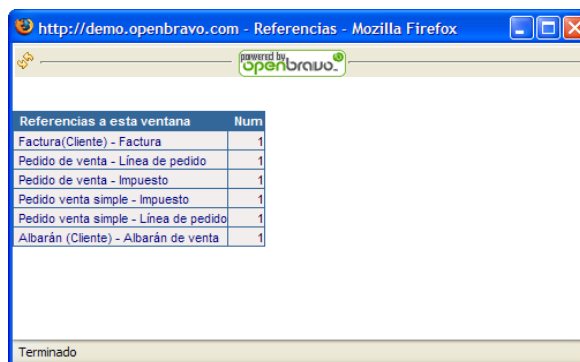 http://demo.openbravo.com - Referencias - Mozilla Firefox
powered by
openbravo
Referencias a esta ventana Num
Factura(Cliente) - Factura 1
Pedido de venta - Línea de pedido 1
Pedido de venta - Impuesto 1
Pedido venta simple - Impuesto 1
Pedido venta simple - Línea de pedido 1
Albarán (Cliente) - Albarán de venta 1
Terminado